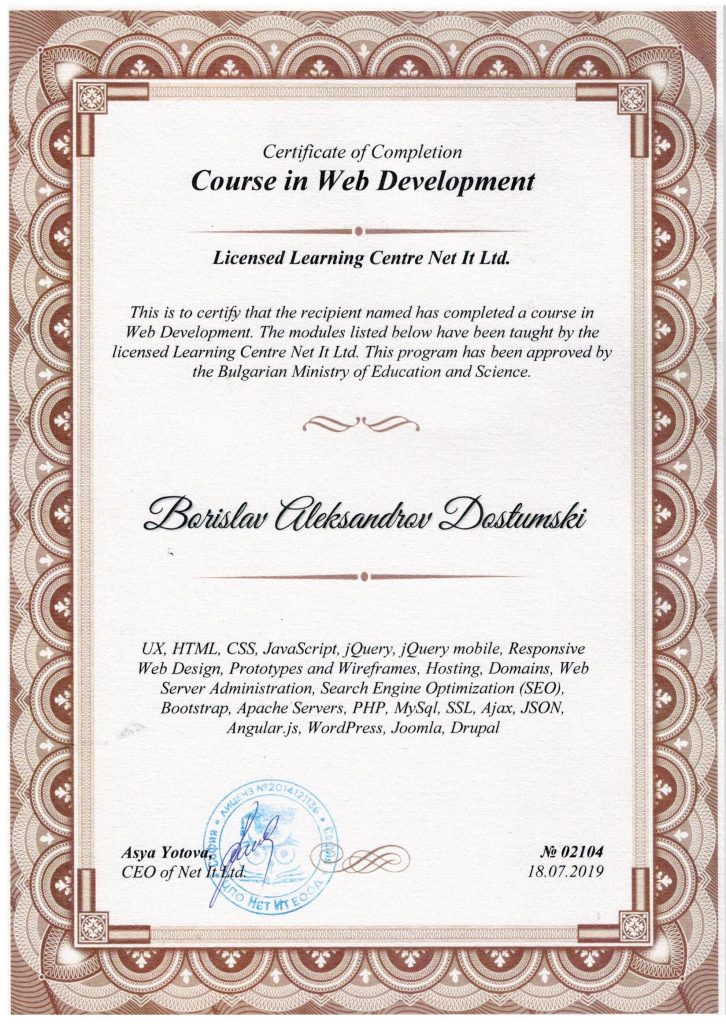 Certificate of Completion
Course in Web Development
Licensed Learning Centre Net It Ltd.
This is to certify that the recipient named has completed a course in
Web Development. The modules listed below have been taught by the
licensed Learning Centre Net It Ltd. This program has been approved by
the Bulgarian Ministry of Education and Science.
Borislav Aleksandrov Dostumski
UX, HTML, CSS, JavaScript, jQuery, jQuery mobile, Responsive
Web Design, Prototypes and Wireframes, Hosting, Domains, Web
Server Administration, Search Engine Optimization (SEO),
Bootstrap, Apache Servers, PHP, MySql, SSL, Ajax, JSON,
Angular.js, WordPress, Joomla, Drupal
Asya Yotova,
CEO of Net It Ltd.
ЛИЦЕНЗ №2014121136
ЦПО НЕТ ИТ ЕООД
№ 02104
18.07.2019